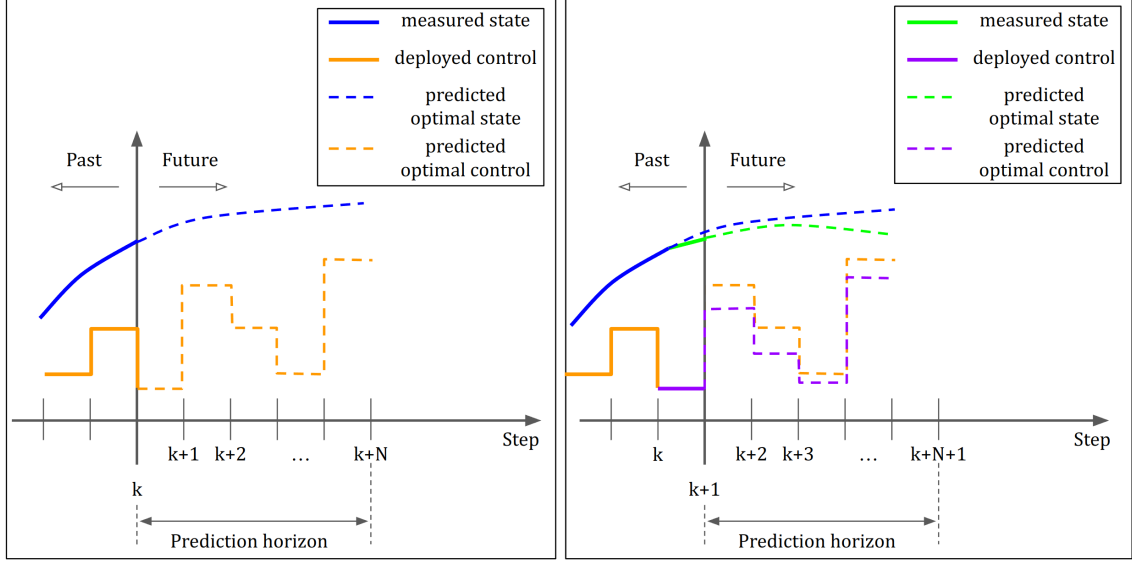 measured state
deployed control
predicted
optimal state
predicted
optimal control
Past
Future
Step
k+1
k+2
...
k+N
k
Prediction horizon
measured state
deployed control
predicted
optimal state
predicted
optimal control
Past
Future
Step
k
k+2
k+3
...
k+N+1
k+1
Prediction horizon